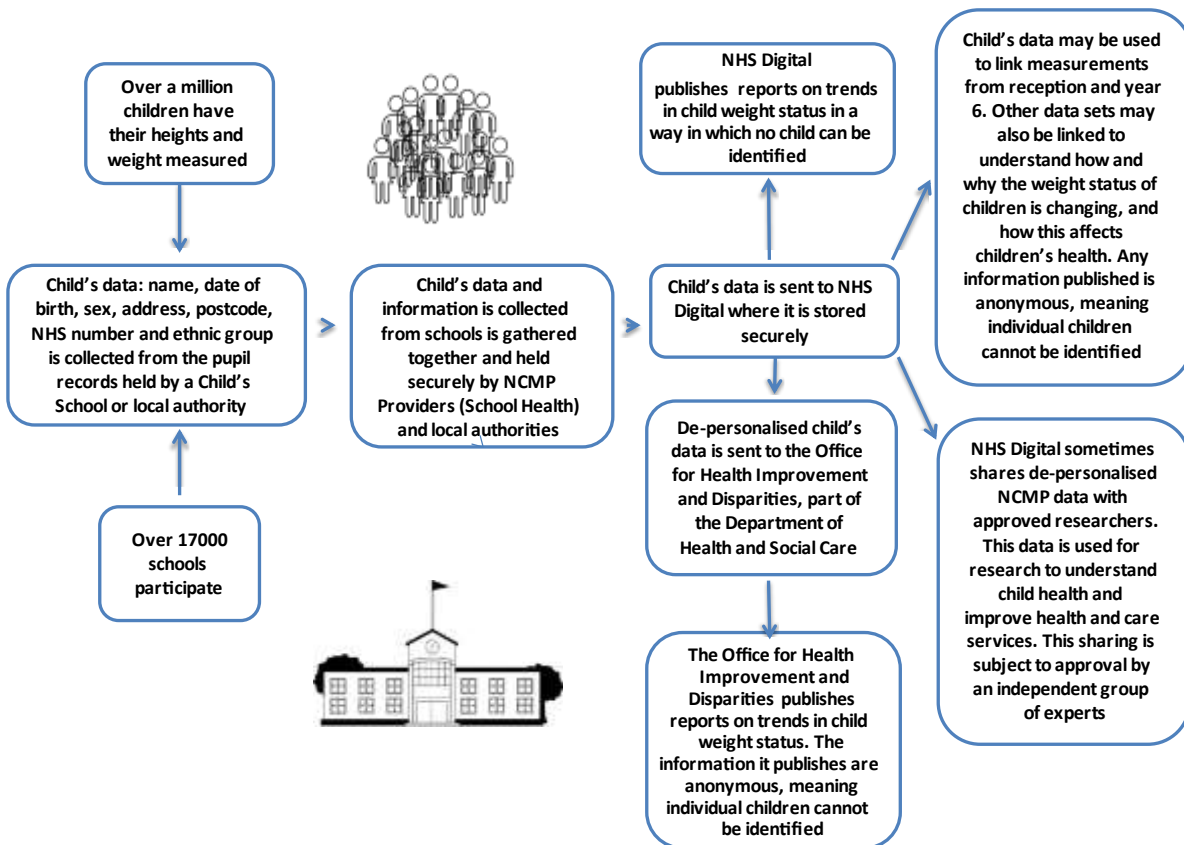 Over a million
children have
their heights and
weight measured
Child's data: name, date of
birth, sex, address, postcode,
NHS number and ethnic group
is collected from the pupil
records held by a Child's
School or local authority
Over 17000
schools
participate
Child's data and
information is collected
from schools is gathered
together and held
securely by NCMP
Providers (School Health)
and local authorities
NHS Digital
publishes reports on trends
in child weight status in a
way in which no child can be
identified
Child's data is sent to NHS
Digital where it is stored
securely
De-personalised child's
data is sent to the Office
for Health Improvement
and Disparities, part of
the Department of
Health and Social Care
The Office for Health
Improvement and
Disparities publishes
reports on trends in child
weight status. The
information it publishes are
anonymous, meaning
individual children cannot
be identified
Child's data may be used
to link measurements
from reception and year
6. Other data sets may
also be linked to
understand how and
why the weight status of
children is changing, and
how this affects
children's health. Any
information published is
anonymous, meaning
individual children
cannot be identified
NHS Digital sometimes
shares de-personalised
NCMP data with
approved researchers.
This data is used for
research to understand
child health and
improve health and care
services. This sharing is
subject to approval by
an independent group
of experts